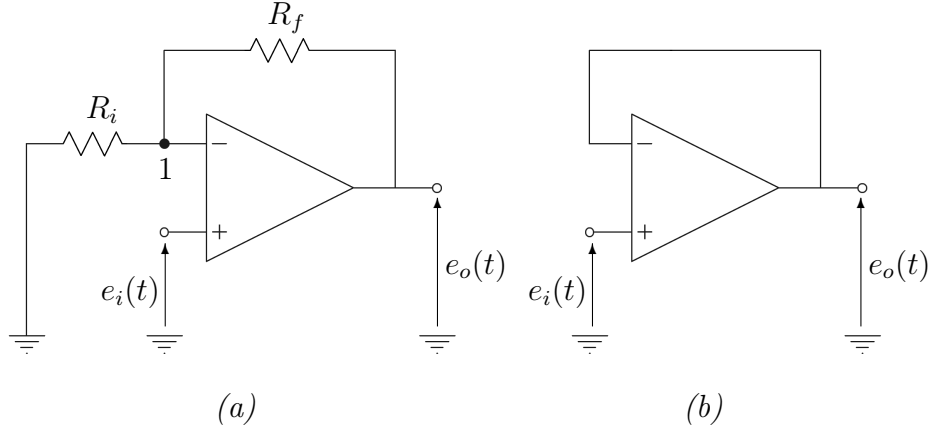 R_f
R_i
−
−
1
+
+
e_i(t)
e_o(t)
e_i(t)
e_o(t)
(a)
(b)